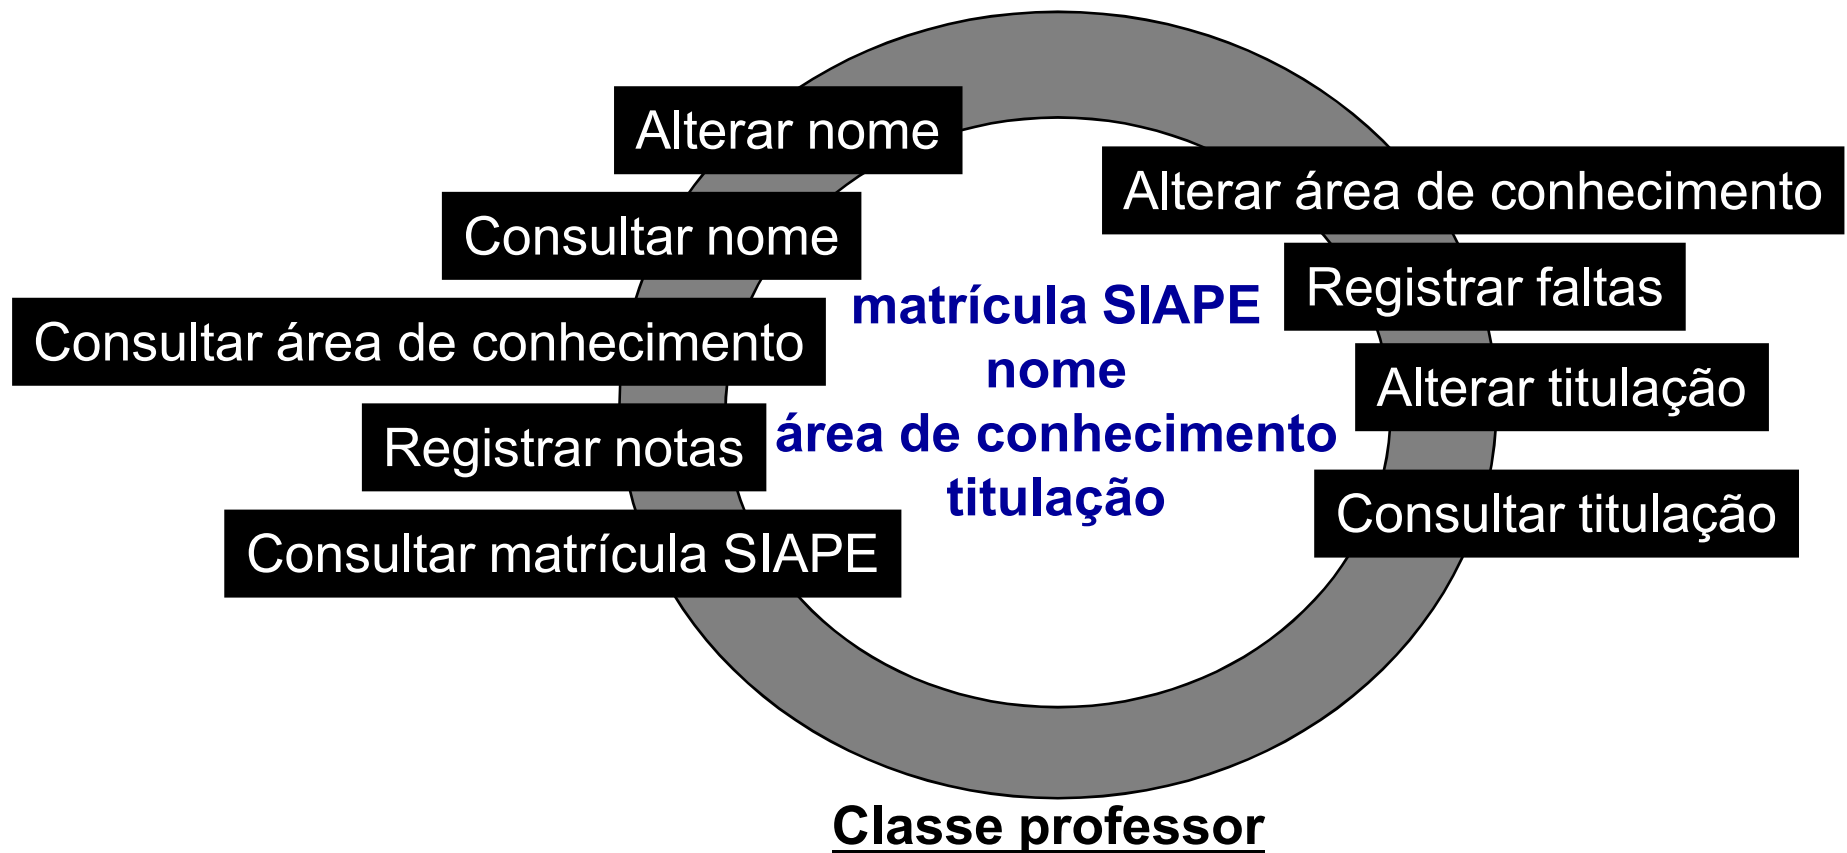 Alterar nome
Alterar área de conhecimento
Consultar nome
Registrar faltas
matrícula SIAPE
Consultar área de conhecimento
nome
Alterar titulação
área de conhecimento
Registrar notas
titulação
Consultar titulação
Consultar matrícula SIAPE
Classe professor